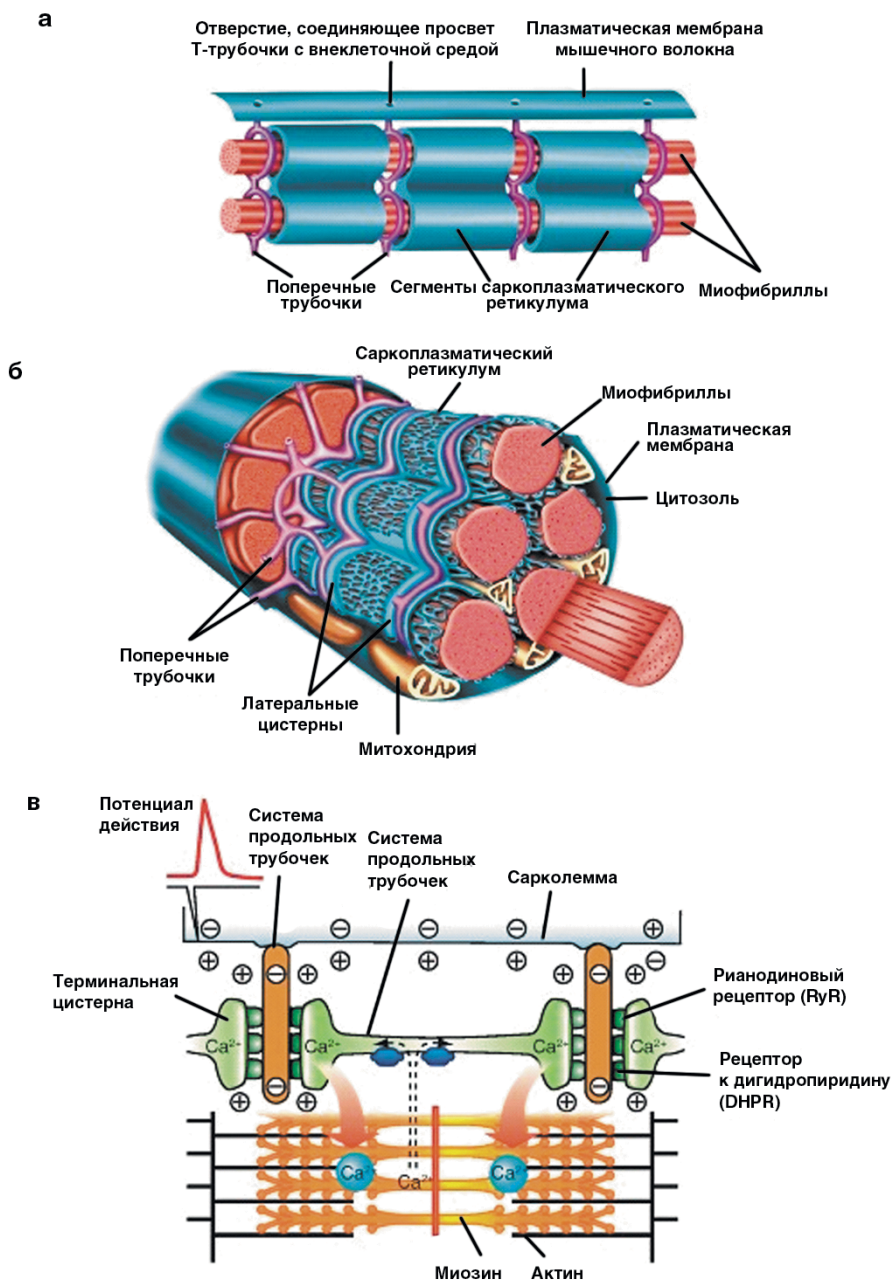 а
Отверстие, соединяющее просвет
Т-трубочки с внеклеточной средой
Плазматическая мембрана
мышечного волокна
Поперечные
трубочки
Сегменты саркоплазматического
ретикулума
Миофибриллы
б
Саркоплазматический
ретикулум
Миофибриллы
Плазматическая
мембрана
Цитозоль
Поперечные
трубочки
Латеральные
цистерны
Митохондрия
в
Потенциал
действия
Система
продольных
трубочек
Система
продольных
трубочек
Сарколемма
Терминальная
цистерна
Рианодиновый
рецептор (RyR)
Ca2+
Ca2+
Ca2+
Ca2+
Рецептор
к дигидропиридину
(DHPR)
Ca2+
Ca2+
Ca2+
Миозин
Актин